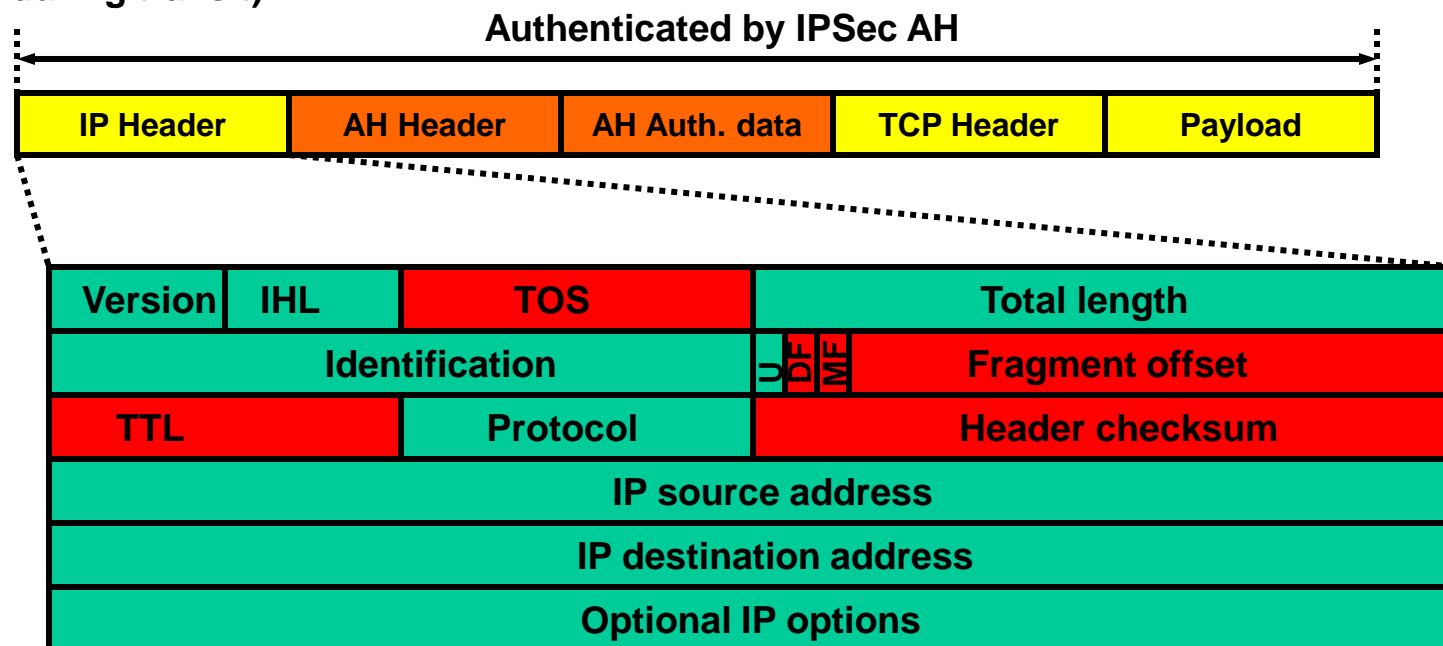 Authenticated by IPSec AH
IP Header AH Header AH Auth. data TCP Header Payload
Version IHL TOS Total length
Identification U DF MF Fragment offset
TTL Protocol Header checksum
IP source address
IP destination address
Optional IP options